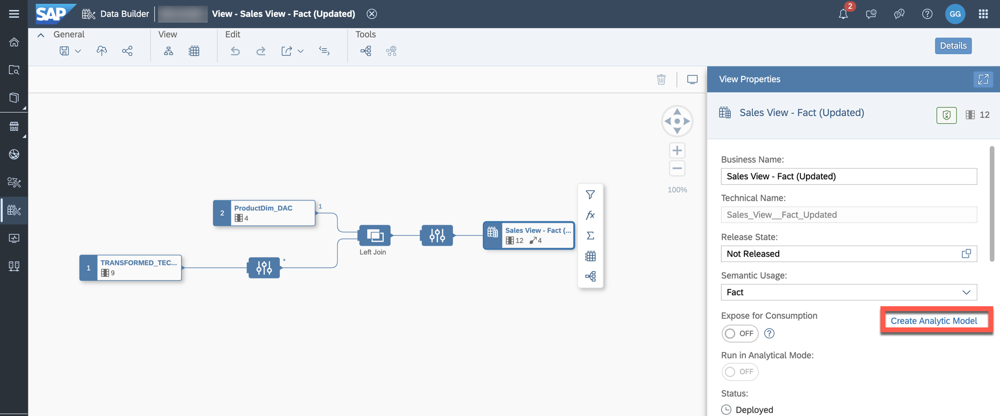 SAP Data Builder View - Sales View - Fact (Updated) 2 GG
General View Edit Tools
Details
View Properties
Sales View - Fact (Updated) 12
Business Name:
Sales View - Fact (Updated)
Technical Name:
Sales_View__Fact_Updated
Release State:
Not Released
Semantic Usage:
Fact
Expose for Consumption
Create Analytic Model
OFF
Run in Analytical Mode:
OFF
Status:
Deployed
100%
2 ProductDim_DAC 1
4
Left Join
Sales View - Fact (...
12 4
1 TRANSFORMED_TEC... *
9